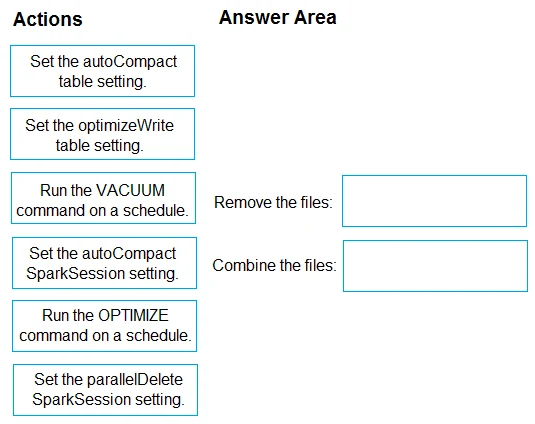 Actions
Answer Area
Set the autoCompact
table setting.
Set the optimizeWrite
table setting.
Run the VACUUM
command on a schedule.
Set the autoCompact
SparkSession setting.
Run the OPTIMIZE
command on a schedule.
Set the parallelDelete
SparkSession setting.
Remove the files:
Combine the files: